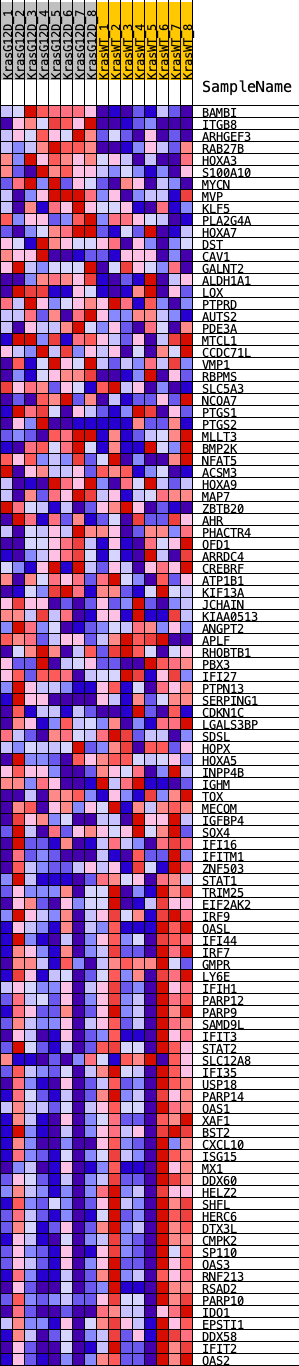 KrasG12D_1
KrasG12D_2
KrasG12D_3
KrasG12D_4
KrasG12D_5
KrasG12D_6
KrasG12D_7
KrasG12D_8
KrasWT_1
KrasWT_2
KrasWT_3
KrasWT_4
KrasWT_5
KrasWT_6
KrasWT_7
KrasWT_8
SampleName
BAMBI
ITGB8
ARHGEF3
RAB27B
HOXA3
S100A10
MYCN
MVP
KLF5
PLA2G4A
HOXA7
DST
CAV1
GALNT2
ALDH1A1
LOX
PTPRD
AUTS2
PDE3A
MTCL1
CCDC71L
VMP1
RBPMS
SLC5A3
NCOA7
PTGS1
PTGS2
MLLT3
BMP2K
NFAT5
ACSM3
HOXA9
MAP7
ZBTB20
AHR
PHACTR4
OFD1
ARRDC4
CREBRF
ATP1B1
KIF13A
JCHAIN
KIAA0513
ANGPT2
APLF
RHOBTB1
PBX3
IFI27
PTPN13
SERPING1
CDKN1C
LGALS3BP
SDSL
HOPX
HOXA5
INPP4B
IGHM
TOX
MECOM
IGFBP4
SOX4
IFI16
IFITM1
ZNF503
STAT1
TRIM25
EIF2AK2
IRF9
OASL
IFI44
IRF7
GMPR
LY6E
IFIH1
PARP12
PARP9
SAMD9L
IFIT3
STAT2
SLC12A8
IFI35
USP18
PARP14
OAS1
XAF1
BST2
CXCL10
ISG15
MX1
DDX60
HELZ2
SHFL
HERC6
DTX3L
CMPK2
SP110
OAS3
RNF213
RSAD2
PARP10
IDO1
EPSTI1
DDX58
IFIT2
OAS2